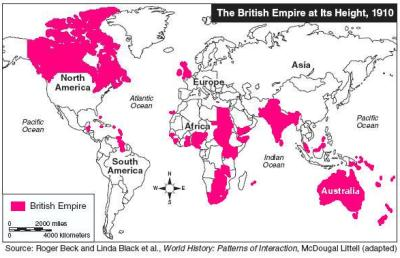 The British Empire at Its Height, 1910
North
America
Atlantic
Ocean
Europe
Asia
Pacific
Ocean
Pacific
Ocean
Africa
South
America
Indian
Ocean
Australia
British Empire
0 2000 miles
0 4000 kilometers
N
W E
S
Source: Roger Beck and Linda Black et al., World History: Patterns of Interaction, McDougal Littell (adapted)